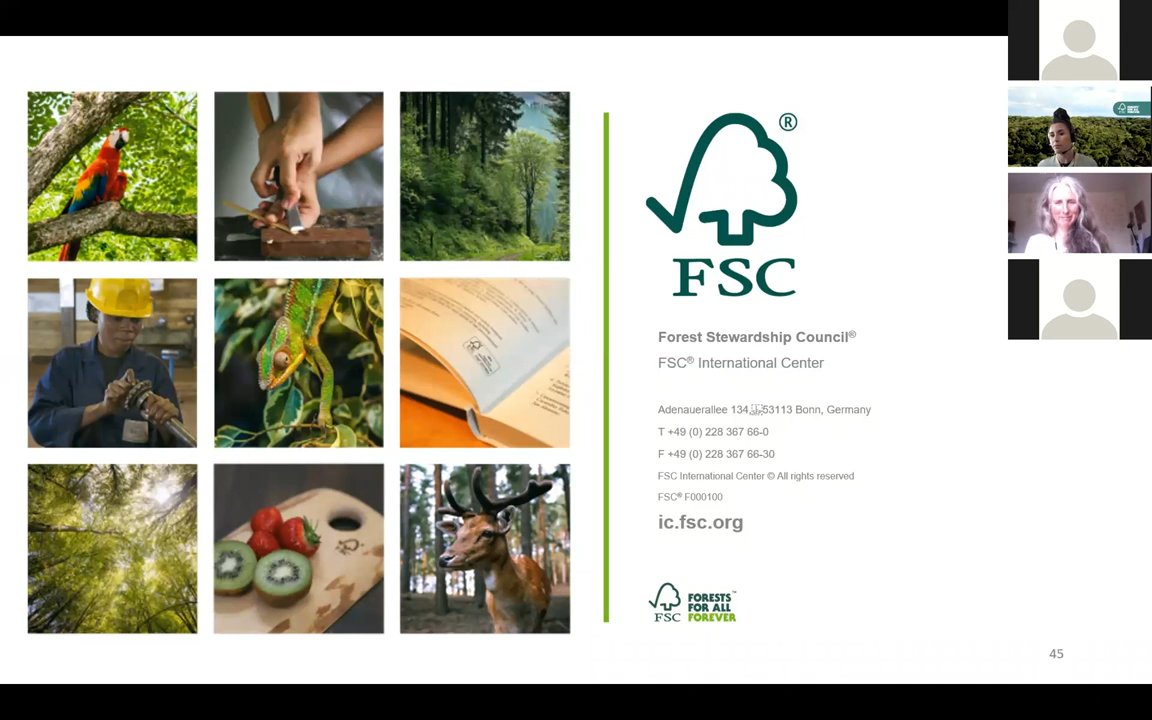 ®
FSC
Forest Stewardship Council®
FSC® International Center
Adenauerallee 134 53113 Bonn, Germany
T +49 (0) 228 367 66-0
F +49 (0) 228 367 66-30
FSC International Center © All rights reserved
FSC® F000100
ic.fsc.org
FSC
FORESTS
FOR ALL
FOREVER
45